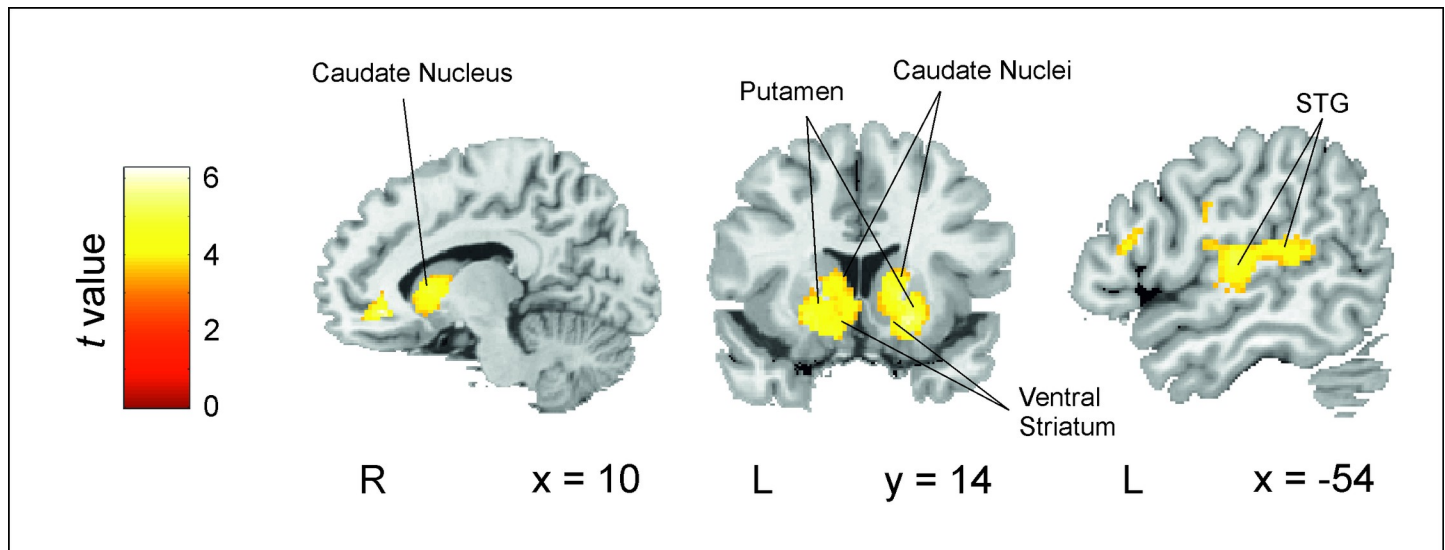 Caudate Nucleus
Putamen
Caudate Nuclei
STG
t value
6
4
2
0
Ventral
Striatum
R
x = 10
L
y = 14
L
x = -54